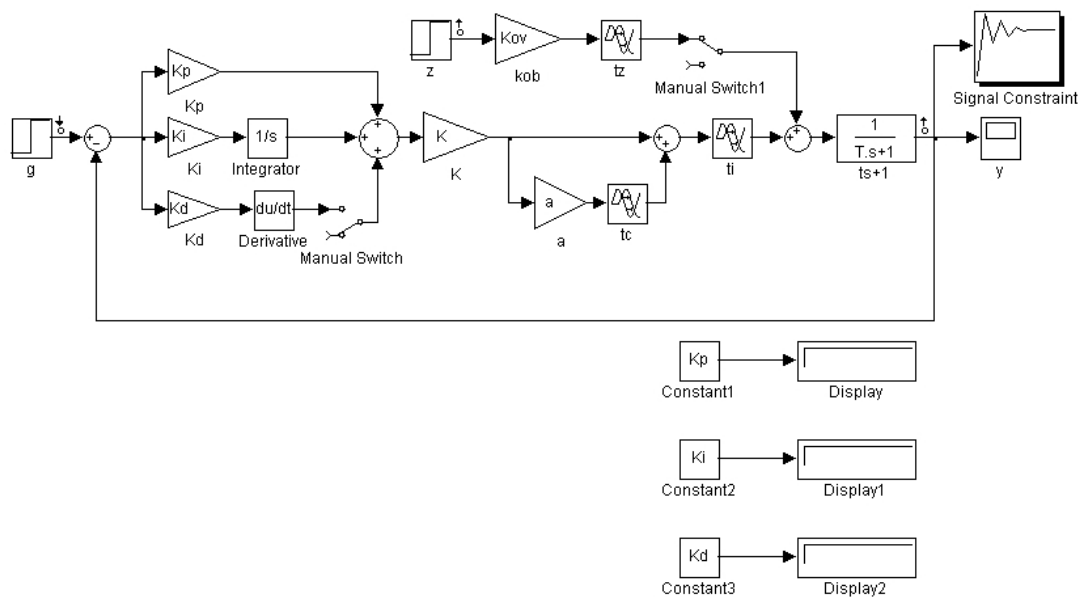 z
Kov
kob
tz
Manual Switch1
Signal Constraint
g
+
−
Kp
Kp
Ki
Ki
1/s
Integrator
Kd
Kd
du/dt
Derivative
Manual Switch
+
+
+
K
K
a
a
tc
+
+
ti
+
+
1
T.s+1
ts+1
y
Kp
Constant1
Display
Ki
Constant2
Display1
Kd
Constant3
Display2